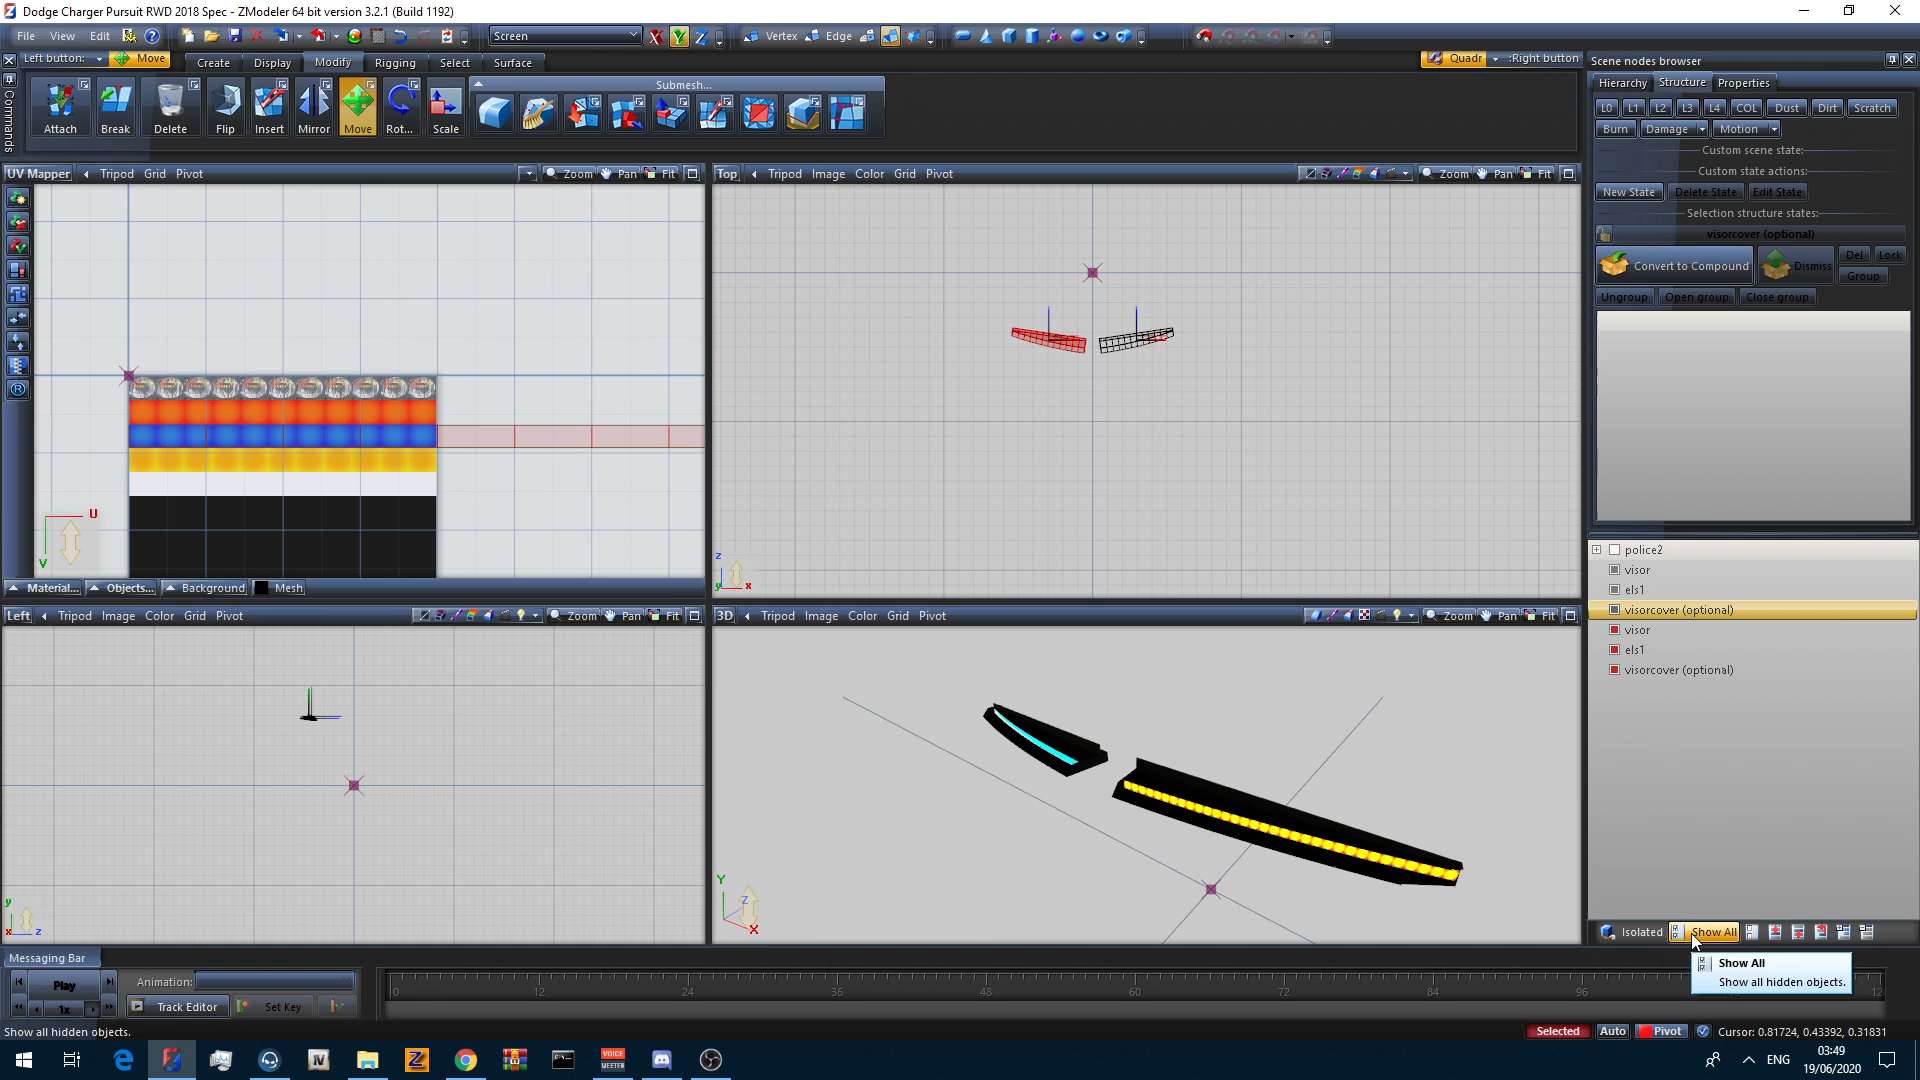 Dodge Charger Pursuit RWD 2018 Spec - ZModeler 64 bit version 3.2.1 (Build 1192)
File View Edit Screen X Y Z Vertex Edge
Left button: Move Create Display Modify Rigging Select Surface Quadr :Right button Scene nodes browser
Commands
Submesh...
Attach Break Delete Flip Insert Mirror Move Rot... Scale
Hierarchy Structure Properties
L0 L1 L2 L3 L4 COL Dust Dirt Scratch
Burn Damage Motion
Custom scene state:
Custom state actions:
New State Delete State Edit State
Selection structure states:
visorcover (optional)
Convert to Compound Dismiss Del Lock
Group
Ungroup Open group Close group
UV Mapper Tripod Grid Pivot Zoom Pan Fit
Top Tripod Image Color Grid Pivot Zoom Pan Fit
U
V
z
y x
Material... Objects... Background Mesh
Left Tripod Image Color Grid Pivot Zoom Pan Fit
3D Tripod Image Color Grid Pivot Zoom Pan Fit
y
x z
Y
Z
X
police2
visor
els1
visorcover (optional)
visor
els1
visorcover (optional)
Isolated Show All
Show All
Show all hidden objects.
Messaging Bar
Play Animation:
1x Track Editor Set Key
0 12 24 36 48 60 72 84 96 12
Show all hidden objects.
Selected Auto Pivot Cursor: 0.81724, 0.43392, 0.31831
VOICE MEETER
ENG
03:49
19/06/2020